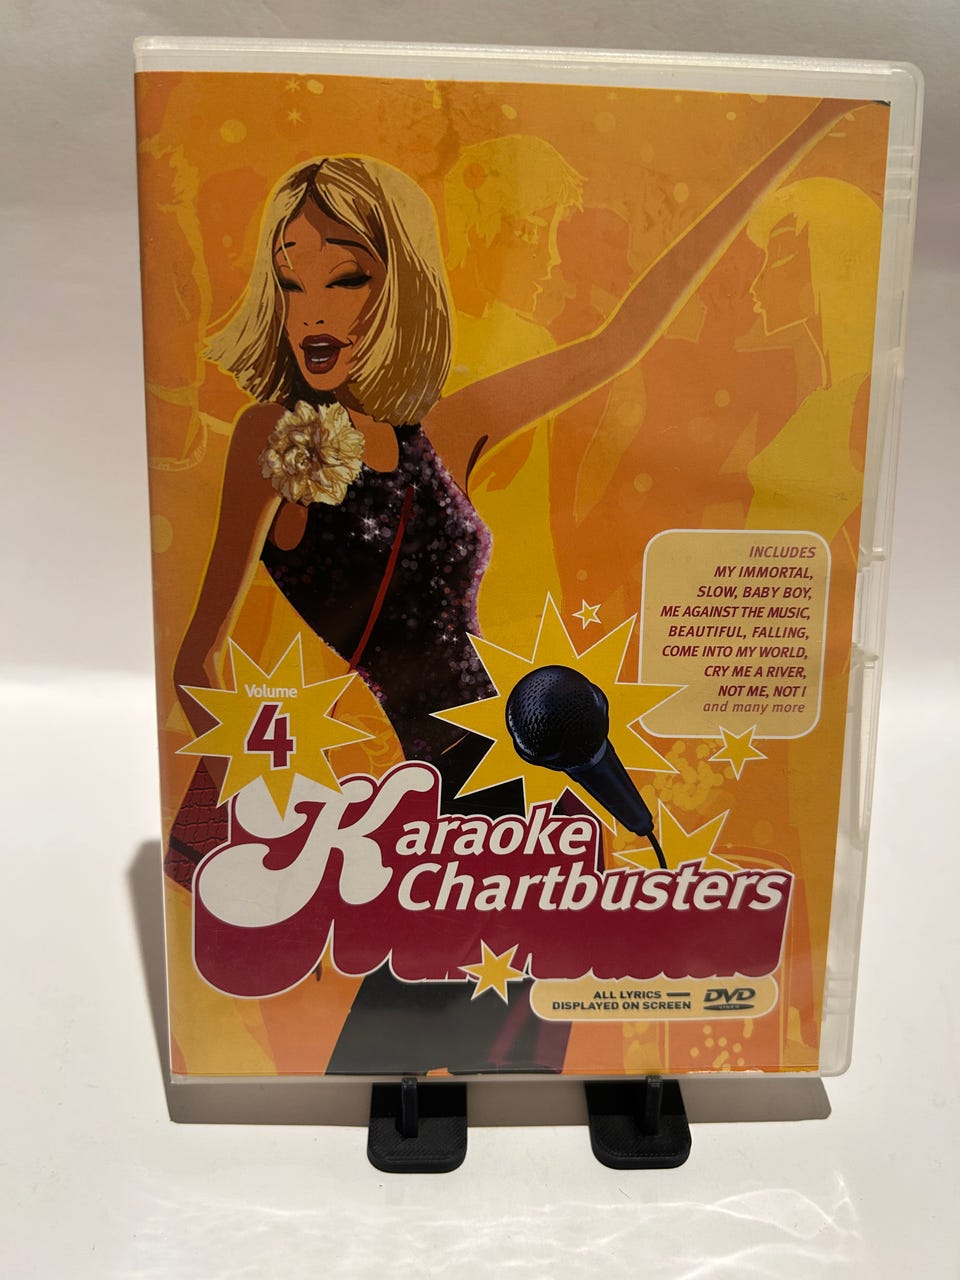 INCLUDES
MY IMMORTAL,
SLOW, BABY BOY,
ME AGAINST THE MUSIC,
BEAUTIFUL, FALLING,
COME INTO MY WORLD,
CRY ME A RIVER,
NOT ME, NOT I
and many more
Volume
4
Karaoke
Chartbusters
ALL LYRICS
DISPLAYED ON SCREEN
DVD
VIDEO